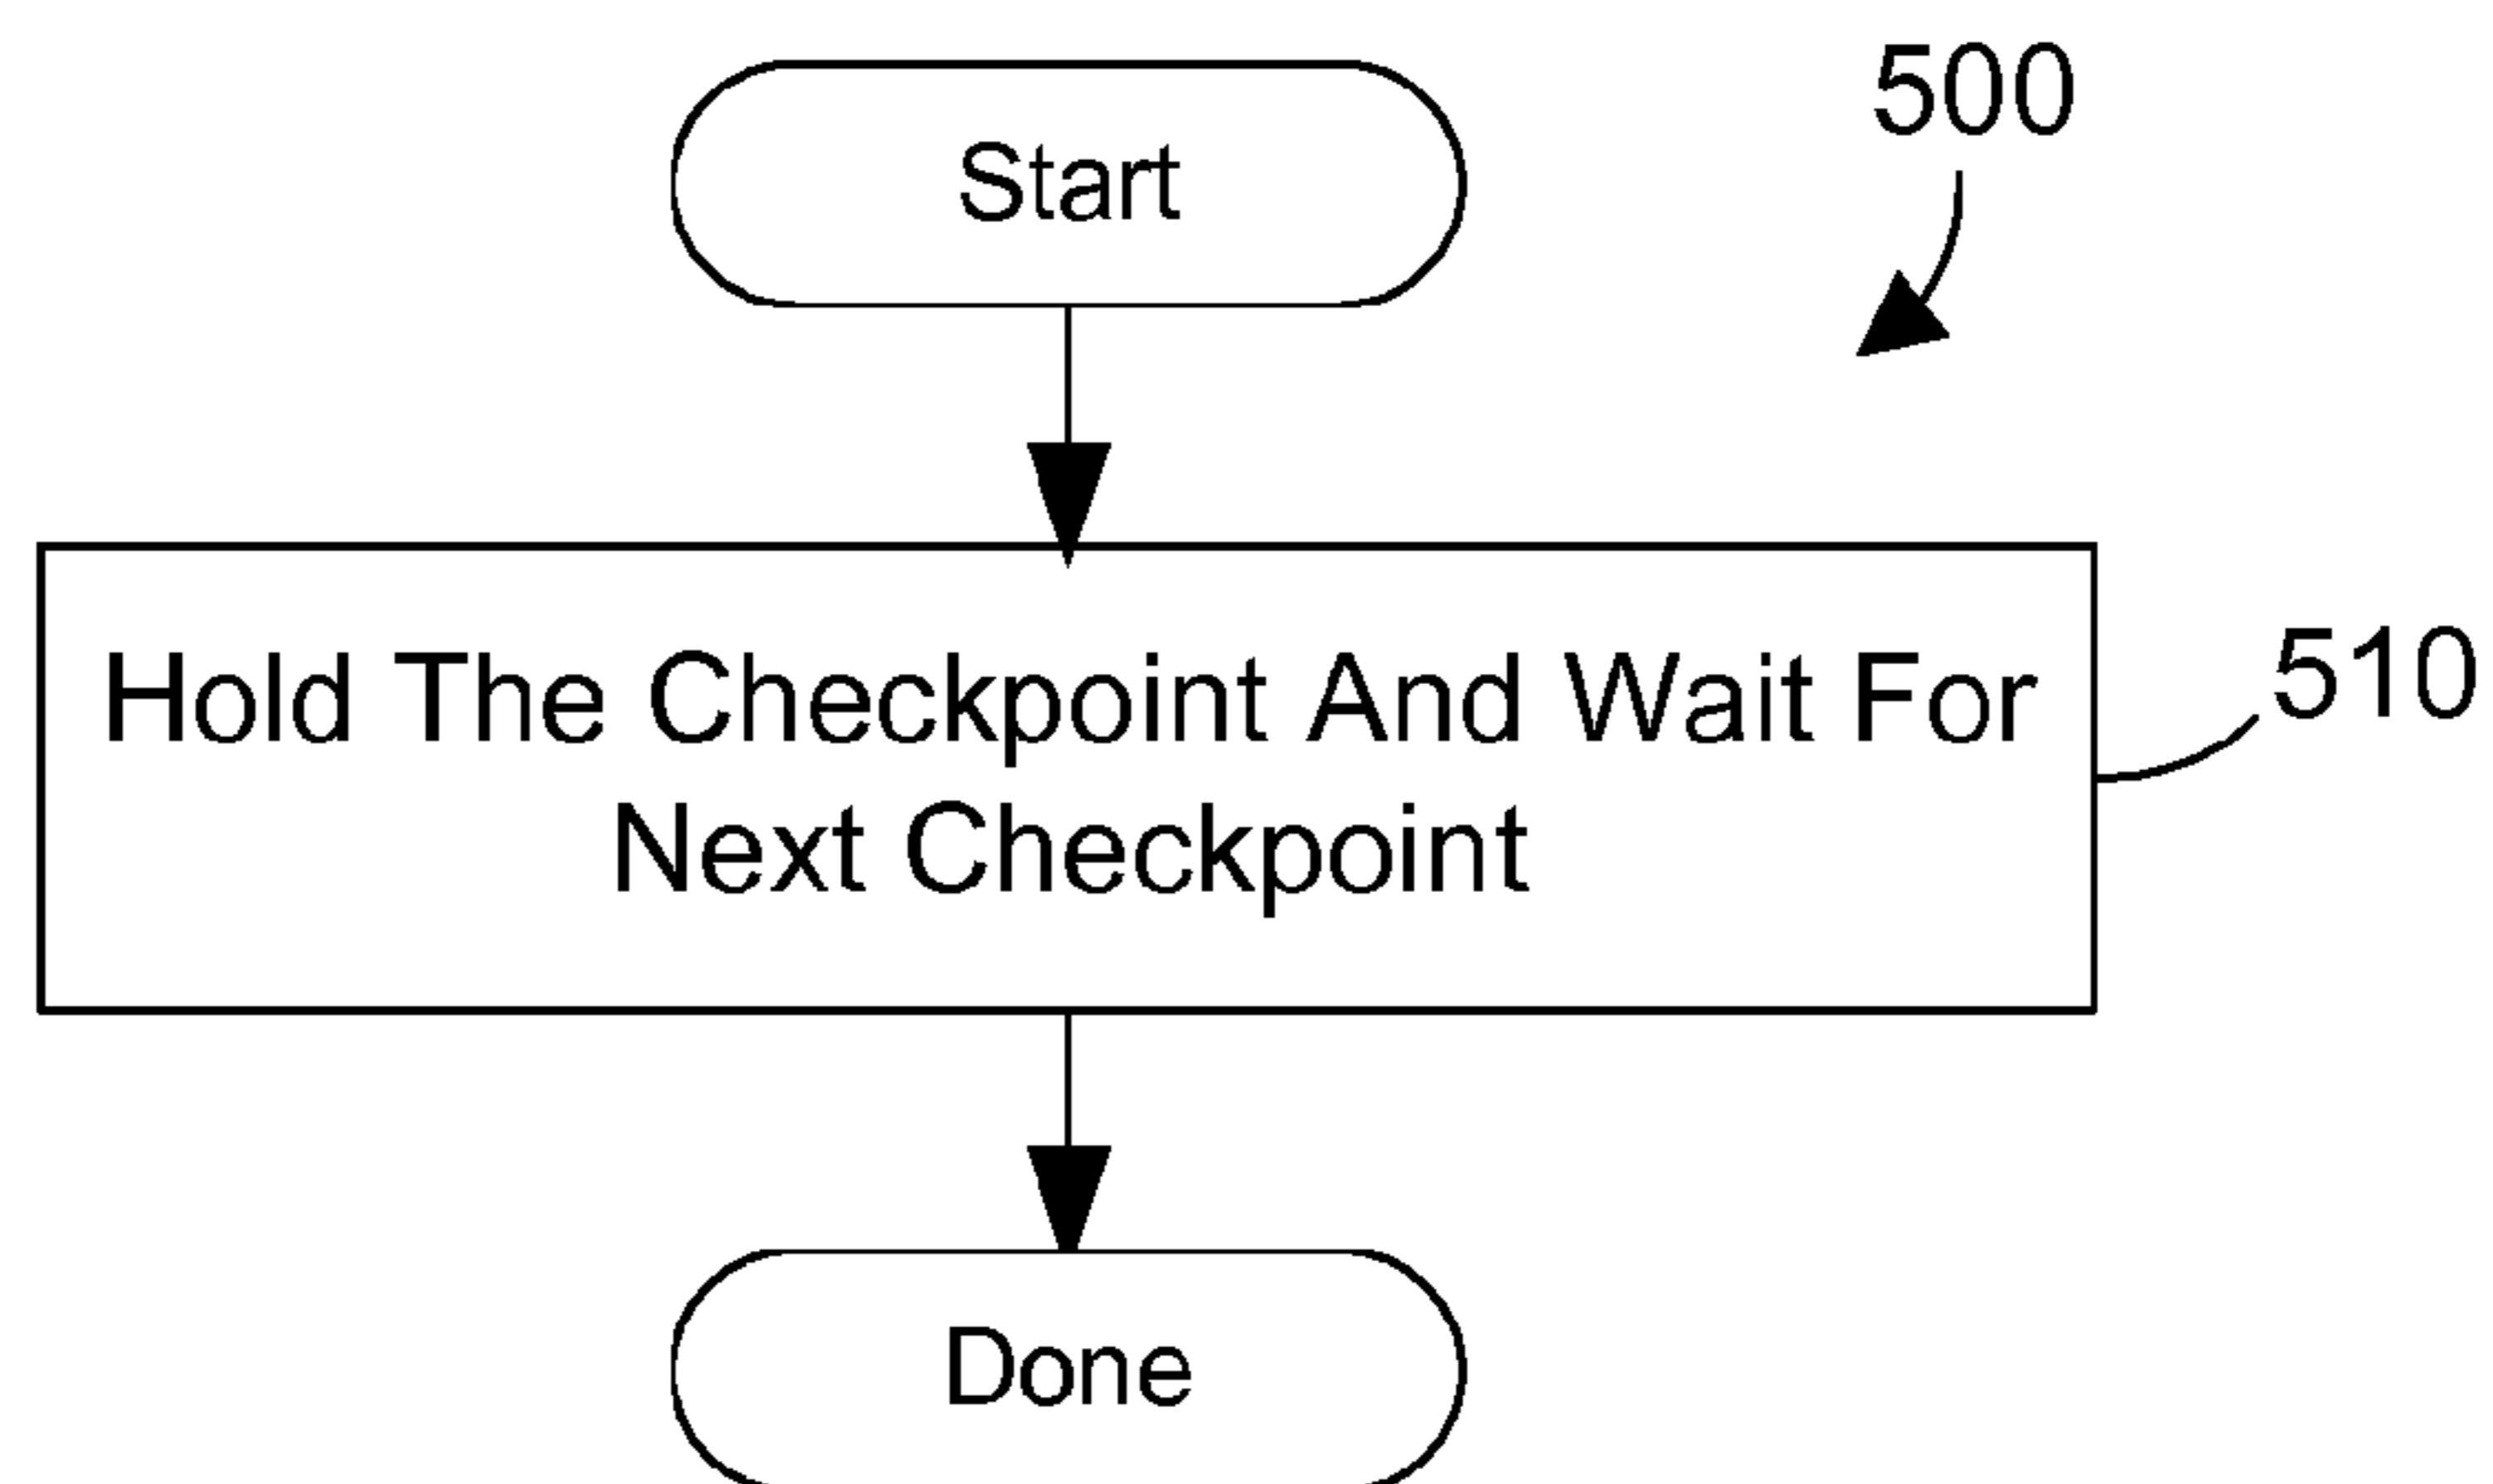 500
Start
Hold The Checkpoint And Wait For
Next Checkpoint
510
Done